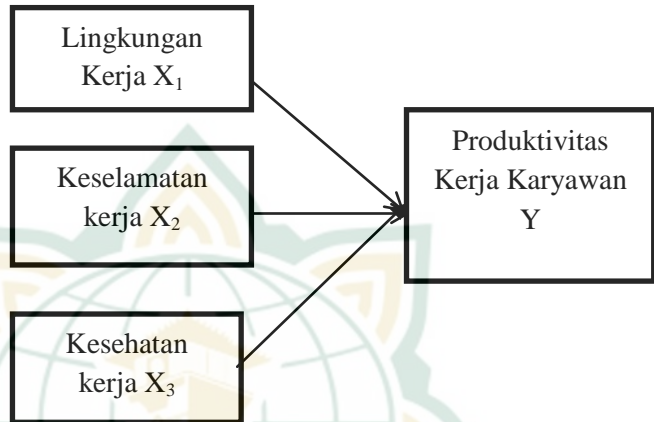 Lingkungan
Kerja X₁
Keselamatan
kerja X₂
Kesehatan
kerja X₃
Produktivitas
Kerja Karyawan
Y